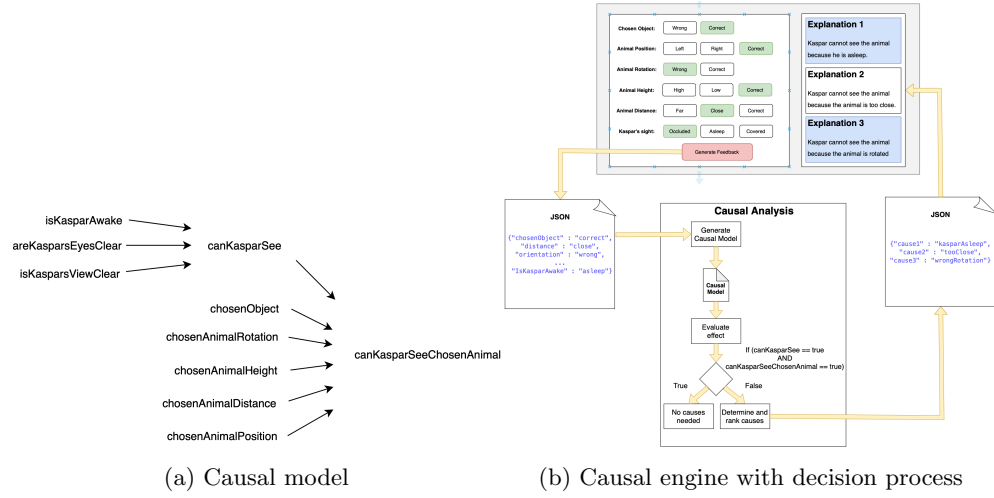 isKasparAwake
areKasparsEyesClear
isKasparsViewClear
canKasparSee
chosenObject
chosenAnimalRotation
chosenAnimalHeight
chosenAnimalDistance
chosenAnimalPosition
canKasparSeeChosenAnimal
(a) Causal model
Chosen Object: Wrong Correct
Animal Position: Left Right Correct
Animal Rotation: Wrong Correct
Animal Height: High Low Correct
Animal Distance: Far Close Correct
Kaspar's sight: Occluded Asleep Covered
Generate Feedback
Explanation 1
Kaspar cannot see the animal
because he is asleep.
Explanation 2
Kaspar cannot see the animal
because the animal is too close.
Explanation 3
Kaspar cannot see the animal
because the animal is rotated
JSON
{"chosenObject" : "correct",
"distance" : "close",
"orientation" : "wrong",
...
"IsKasparAwake" : "asleep"}
Causal Analysis
Generate
Causal Model
Causal
Model
Evaluate
effect
If (canKasparSee == true
AND
canKasparSeeChosenAnimal == true)
True
False
No causes
needed
Determine and
rank causes
JSON
{"cause1" : "kasparAsleep",
"cause2" : "tooClose",
"cause3" : "wrongRotation"}
(b) Causal engine with decision process